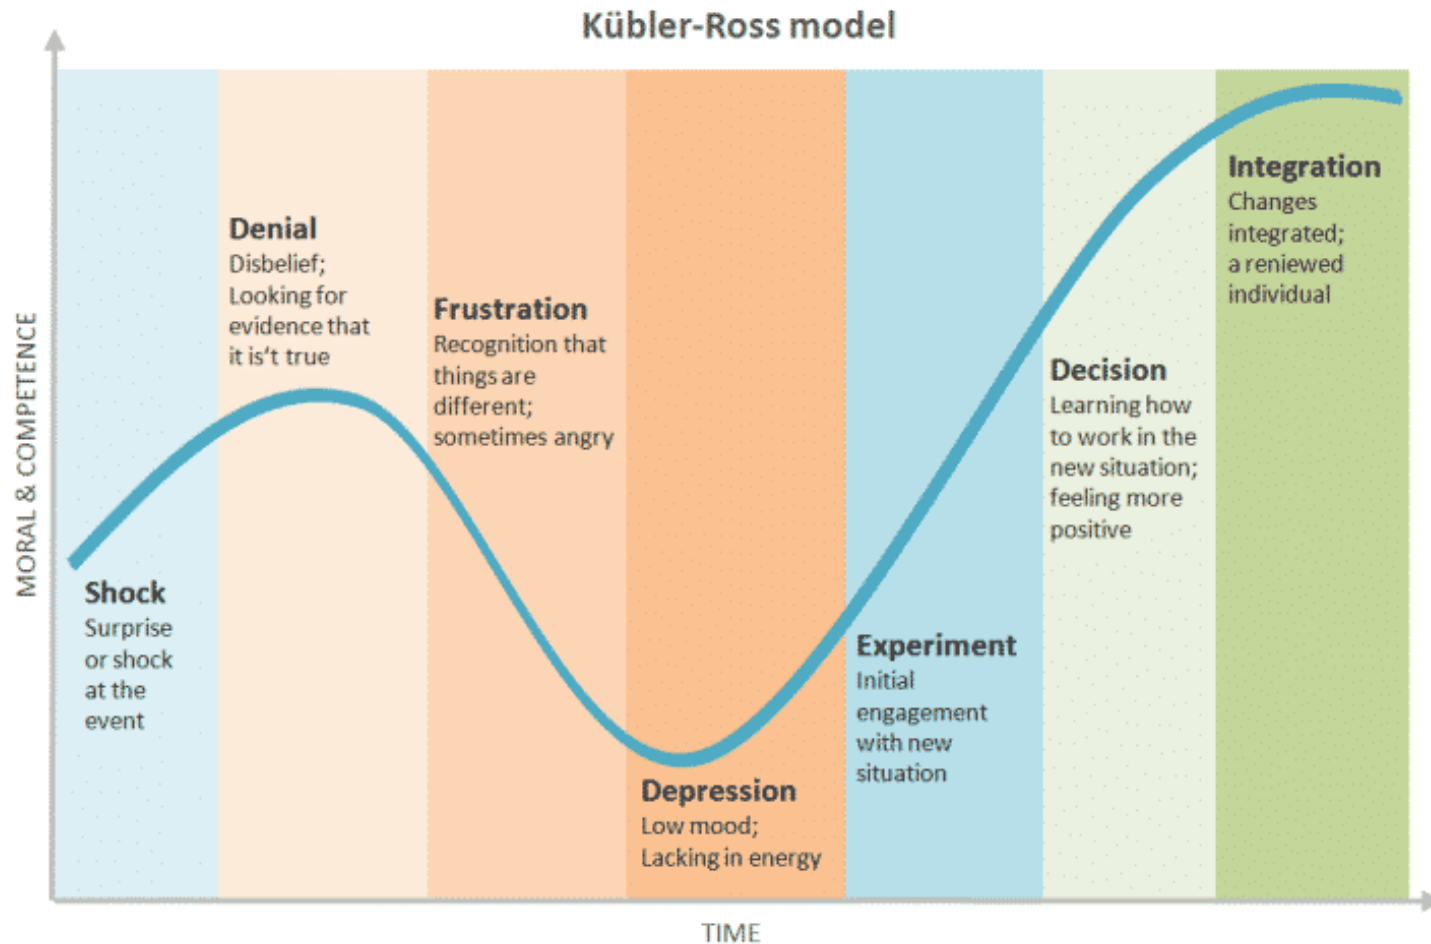 Kübler-Ross model
MORAL & COMPETENCE
Shock
Surprise
or shock
at the
event
Denial
Disbelief;
Looking for
evidence that
it is't true
Frustration
Recognition that
things are
different;
sometimes angry
Depression
Low mood;
Lacking in energy
Experiment
Initial
engagement
with new
situation
Decision
Learning how
to work in the
new situation;
feeling more
positive
Integration
Changes
integrated;
a reniewed
individual
TIME